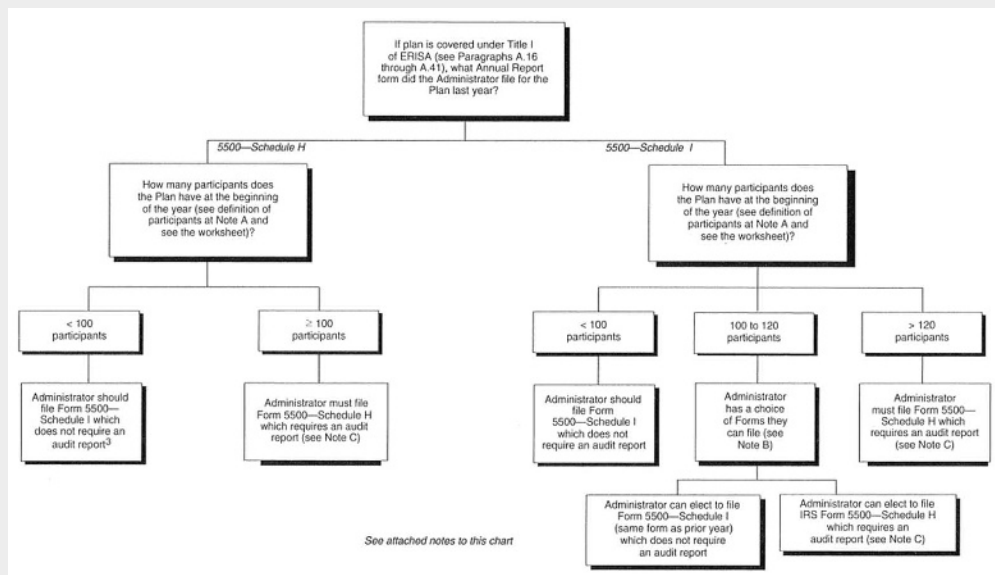 If plan is covered under Title I
of ERISA (see Paragraphs A.16
through A.41), what Annual Report
form did the Administrator file for the
Plan last year?
5500—Schedule H
5500—Schedule I
How many participants does
the Plan have at the beginning
of the year (see definition of
participants at Note A and
see the worksheet)?
How many participants does
the Plan have at the beginning
of the year (see definition of
participants at Note A and
see the worksheet)?
< 100
participants
≥ 100
participants
< 100
participants
100 to 120
participants
> 120
participants
Administrator should
file Form 5500—
Schedule I which
does not require an
audit report³
Administrator must file
Form 5500—Schedule H
which requires an audit
report (see Note C)
Administrator should
file Form
5500—Schedule I
which does not
require an audit report
Administrator
has a choice
of Forms they
can file (see
Note B)
Administrator
must file Form 5500—
Schedule H which
requires an audit report
(see Note C)
Administrator can elect to file
Form 5500—Schedule I
(same form as prior year)
which does not require
an audit report
Administrator can elect to file
IRS Form 5500—Schedule H
which requires an
audit report (see Note C)
See attached notes to this chart